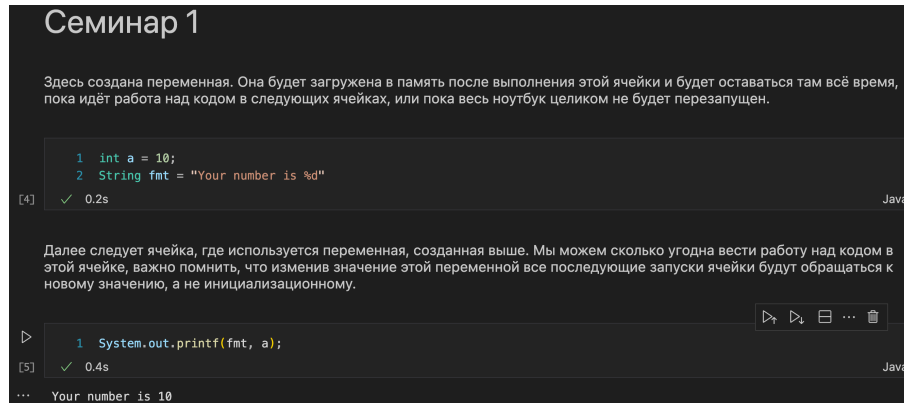 Семинар 1
Здесь создана переменная. Она будет загружена в память после выполнения этой ячейки и будет оставаться там всё время,
пока идёт работа над кодом в следующих ячейках, или пока весь ноутбук целиком не будет перезапущен.
1 int a = 10;
2 String fmt = "Your number is %d"
[4] ✓ 0.2s Java
Далее следует ячейка, где используется переменная, созданная выше. Мы можем сколько угодна вести работу над кодом в
этой ячейке, важно помнить, что изменив значение этой переменной все последующие запуски ячейки будут обращаться к
новому значению, а не инициализационному.
1 System.out.printf(fmt, a);
[5] ✓ 0.4s Java
... Your number is 10